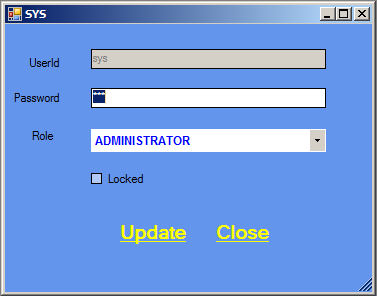 SYS
UserId
sys
Password
***
Role
ADMINISTRATOR
Locked
Update Close